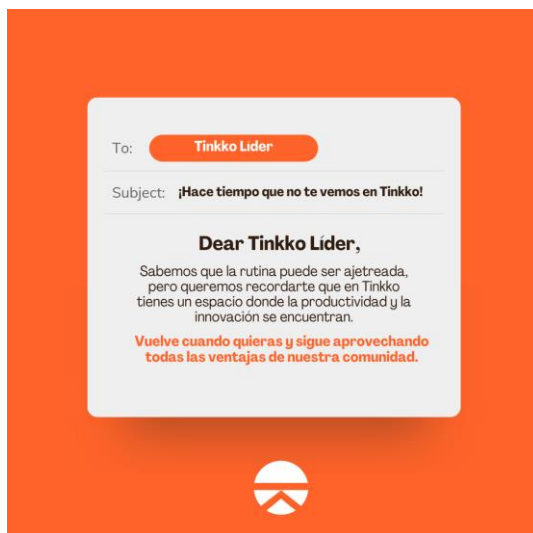 To: Tinkko Lider
Subject: ¡Hace tiempo que no te vemos en Tinkko!
Dear Tinkko Líder,
Sabemos que la rutina puede ser ajetreada,
pero queremos recordarte que en Tinkko
tienes un espacio donde la productividad y la
innovación se encuentran.
Vuelve cuando quieras y sigue aprovechando
todas las ventajas de nuestra comunidad.